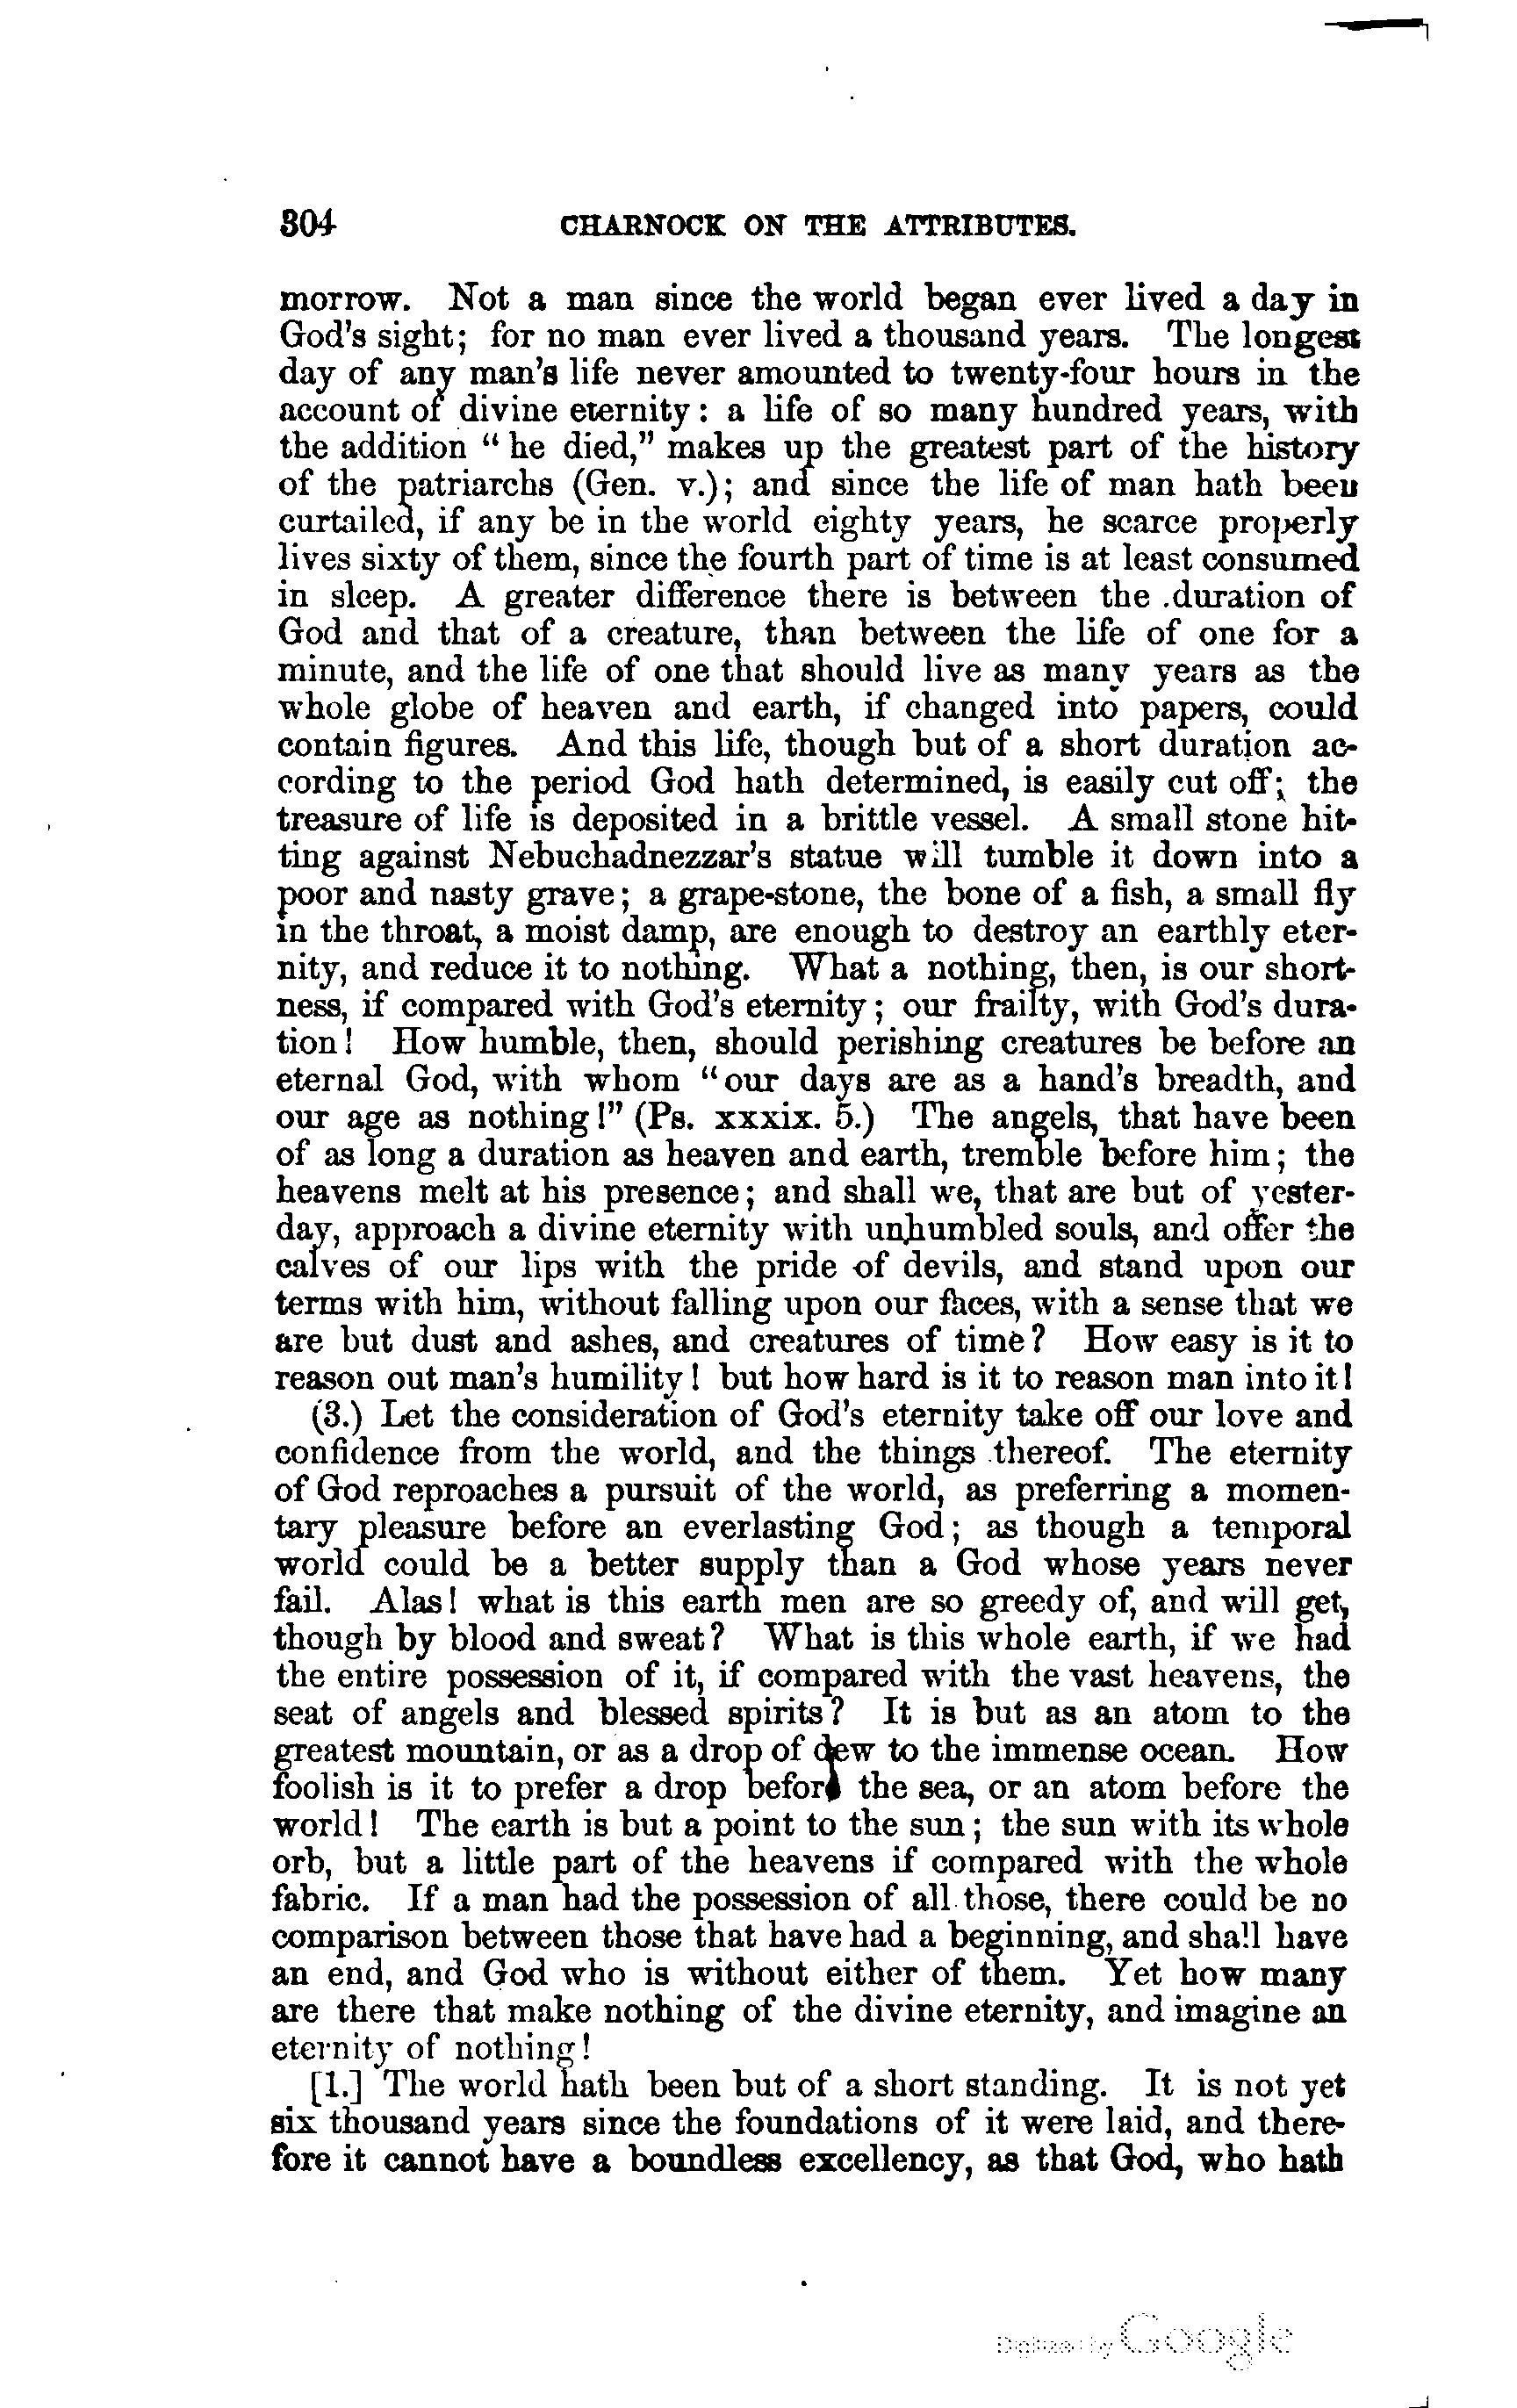 304 CHARNOCK ON THE ATTRIBUTES.
morrow. Not a man since the world began ever lived a day in
God's sight; for no man ever lived a thousand years. The longest
day of any man's life never amounted to twenty-four hours in the
account of divine eternity: a life of so many hundred years, with
the addition "he died," makes up the greatest part of the history
of the patriarchs (Gen. v.); and since the life of man hath been
curtailed, if any be in the world eighty years, he scarce properly
lives sixty of them, since the fourth part of time is at least consumed
in sleep. A greater difference there is between the duration of
God and that of a creature, than between the life of one for a
minute, and the life of one that should live as many years as the
whole globe of heaven and earth, if changed into papers, could
contain figures. And this life, though but of a short duration ac-
cording to the period God hath determined, is easily cut off; the
treasure of life is deposited in a brittle vessel. A small stone hit-
ting against Nebuchadnezzar's statue will tumble it down into a
poor and nasty grave; a grape-stone, the bone of a fish, a small fly
in the throat, a moist damp, are enough to destroy an earthly eter-
nity, and reduce it to nothing. What a nothing, then, is our short-
ness, if compared with God's eternity; our frailty, with God's dura-
tion! How humble, then, should perishing creatures be before an
eternal God, with whom "our days are as a hand's breadth, and
our age as nothing!" (Ps. xxxix. 5.) The angels, that have been
of as long a duration as heaven and earth, tremble before him; the
heavens melt at his presence; and shall we, that are but of yester-
day, approach a divine eternity with unhumbled souls, and offer the
calves of our lips with the pride of devils, and stand upon our
terms with him, without falling upon our faces, with a sense that we
are but dust and ashes, and creatures of time? How easy is it to
reason out man's humility! but how hard is it to reason man into it!
(3.) Let the consideration of God's eternity take off our love and
confidence from the world, and the things thereof. The eternity
of God reproaches a pursuit of the world, as preferring a momen-
tary pleasure before an everlasting God; as though a temporal
world could be a better supply than a God whose years never
fail. Alas! what is this earth men are so greedy of, and will get,
though by blood and sweat? What is this whole earth, if we had
the entire possession of it, if compared with the vast heavens, the
seat of angels and blessed spirits? It is but as an atom to the
greatest mountain, or as a drop of dew to the immense ocean. How
foolish is it to prefer a drop before the sea, or an atom before the
world! The earth is but a point to the sun; the sun with its whole
orb, but a little part of the heavens if compared with the whole
fabric. If a man had the possession of all those, there could be no
comparison between those that have had a beginning, and shall have
an end, and God who is without either of them. Yet how many
are there that make nothing of the divine eternity, and imagine an
eternity of nothing!
[1.] The world hath been but of a short standing. It is not yet
six thousand years since the foundations of it were laid, and there-
fore it cannot have a boundless excellency, as that God, who hath
Digitized by Google